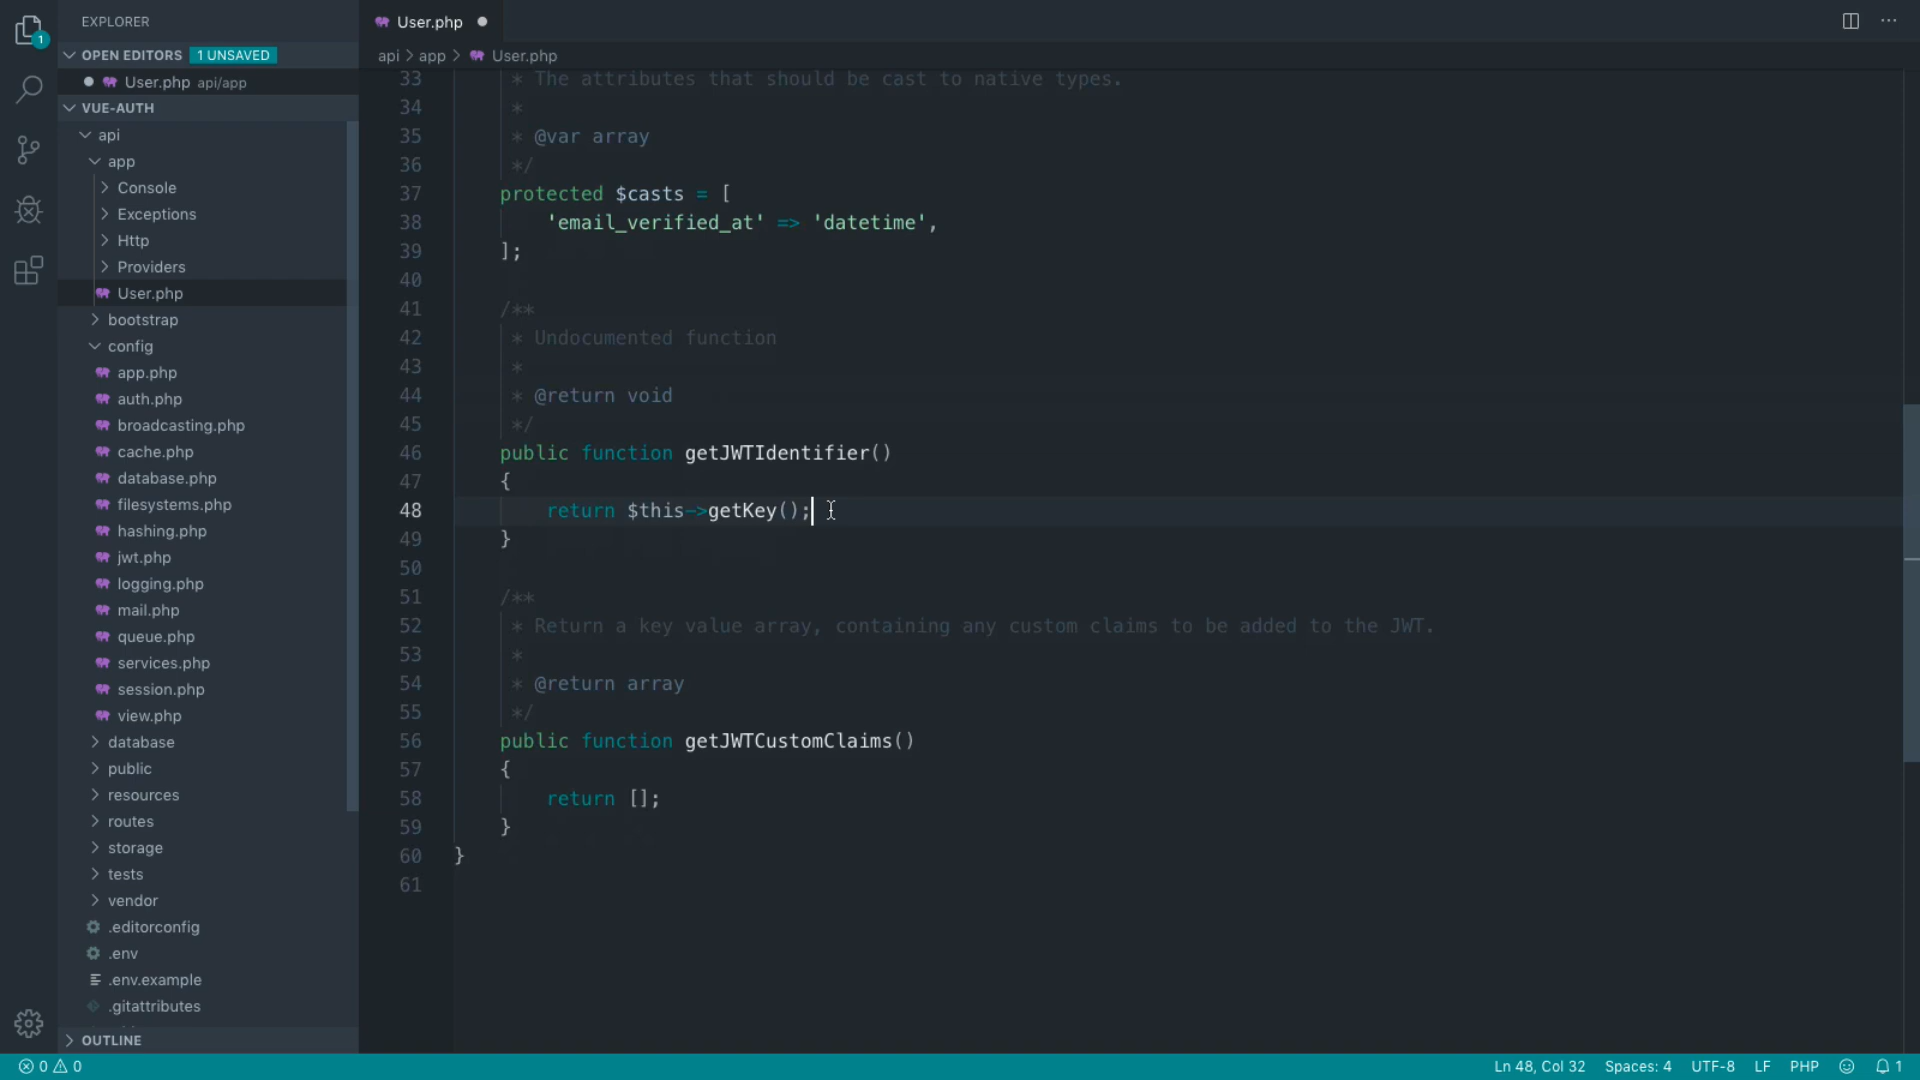 EXPLORER
OPEN EDITORS 1 UNSAVED
User.php api/app
VUE-AUTH
api
app
Console
Exceptions
Http
Providers
User.php
bootstrap
config
app.php
auth.php
broadcasting.php
cache.php
database.php
filesystems.php
hashing.php
jwt.php
logging.php
mail.php
queue.php
services.php
session.php
view.php
database
public
resources
routes
storage
tests
vendor
.editorconfig
.env
.env.example
.gitattributes
OUTLINE
1
User.php
api > app > User.php
33 * The attributes that should be cast to native types.
34 *
35 * @var array
36 */
37 protected $casts = [
38 'email_verified_at' => 'datetime',
39 ];
40
41 /**
42 * Undocumented function
43 *
44 * @return void
45 */
46 public function getJWTIdentifier()
47 {
48 return $this->getKey();
49 }
50
51 /**
52 * Return a key value array, containing any custom claims to be added to the JWT.
53 *
54 * @return array
55 */
56 public function getJWTCustomClaims()
57 {
58 return [];
59 }
60 }
61
0 0 Ln 48, Col 32 Spaces: 4 UTF-8 LF PHP 1